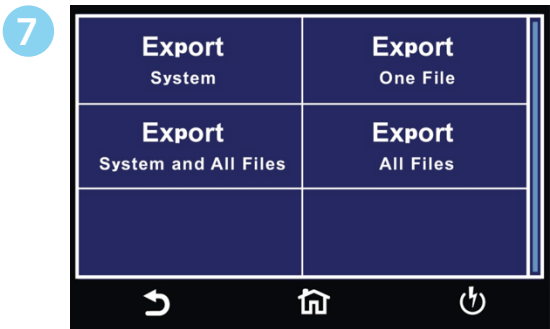 7
Export
System
Export
One File
Export
System and All Files
Export
All Files